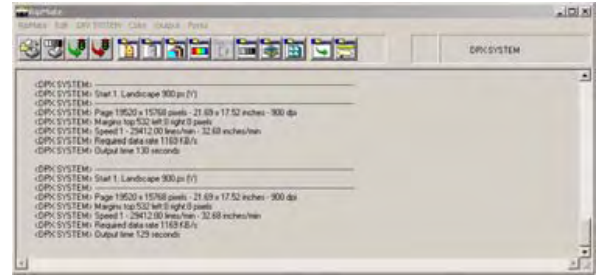 RipMate
RipMate Edit DPX SYSTEM Color Output Ports
DPX SYSTEM
<DPX SYSTEM>
<DPX SYSTEM> Start 1. Landscape 900 px (Y)
<DPX SYSTEM>
<DPX SYSTEM> Page 19520 x 15768 pixels - 21.69 x 17.52 inches - 900 dpi
<DPX SYSTEM> Margins top:532 left:0 right:0 pixels
<DPX SYSTEM> Speed 1 - 29412.00 lines/min - 32.68 inches/min
<DPX SYSTEM> Required data rate 1169 KB/s
<DPX SYSTEM> Output time 130 seconds
<DPX SYSTEM>
<DPX SYSTEM> Start 1. Landscape 900 px (Y)
<DPX SYSTEM>
<DPX SYSTEM> Page 19520 x 15768 pixels - 21.69 x 17.52 inches - 900 dpi
<DPX SYSTEM> Margins top:532 left:0 right:0 pixels
<DPX SYSTEM> Speed 1 - 29412.00 lines/min - 32.68 inches/min
<DPX SYSTEM> Required data rate 1169 KB/s
<DPX SYSTEM> Output time 129 seconds